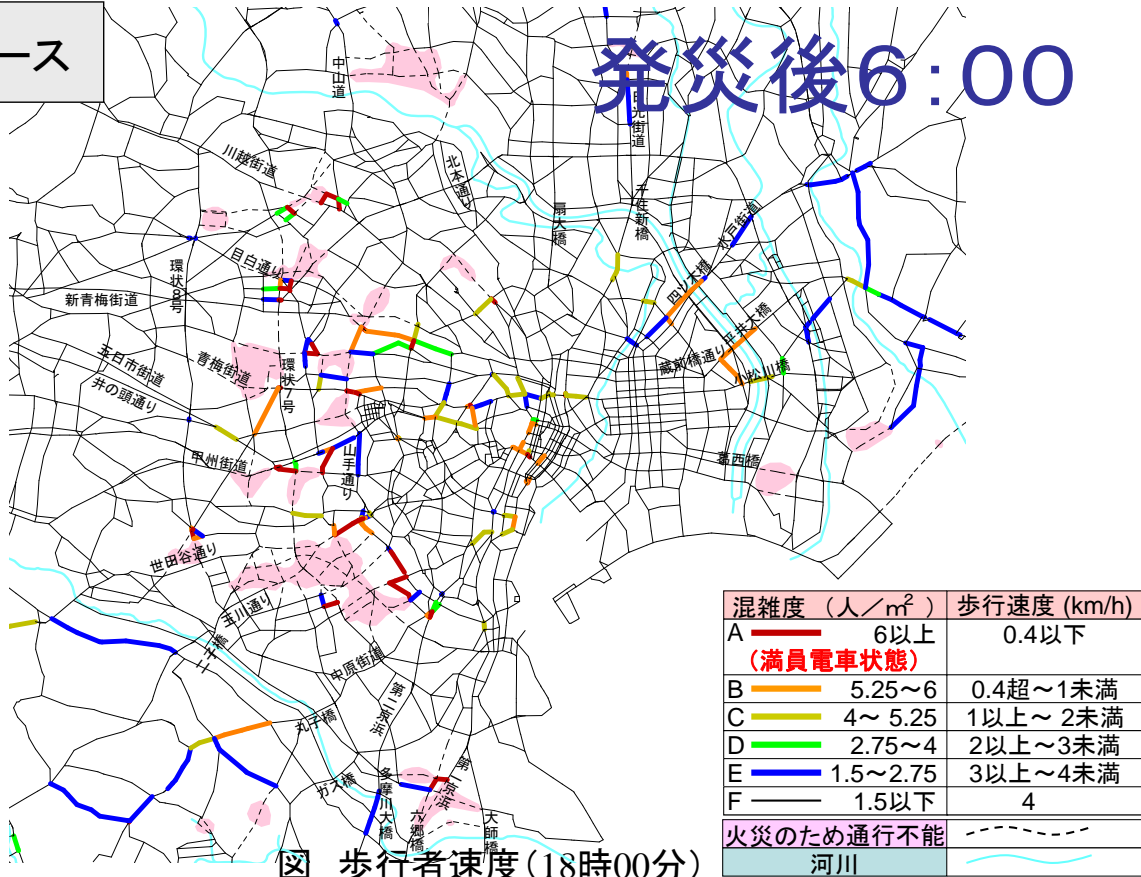 ース
発災後6:00
中山道
日光街道
川越街道
北本通り
扇大橋
千住新橋
水戸街道
目白通り
環状8号
新青梅街道
四ツ木橋
平井大橋
五日市街道
青梅街道
環状7号
蔵前橋通り
小松川橋
井の頭通り
甲州街道
山手通り
葛西橋
世田谷通り
玉川通り
二子橋
中原街道
第二京浜
丸子橋
ガス橋
多摩川大橋
六郷橋
第一京浜
大師橋
混雑度 (人/㎡ ) 歩行速度 (km/h)
A 6以上 0.4以下
(満員電車状態)
B 5.25~6 0.4超~1未満
C 4~ 5.25 1以上~ 2未満
D 2.75~4 2以上~3未満
E 1.5~2.75 3以上~4未満
F 1.5以下 4
火災のため通行不能
河川
図 歩行者速度(18時00分)